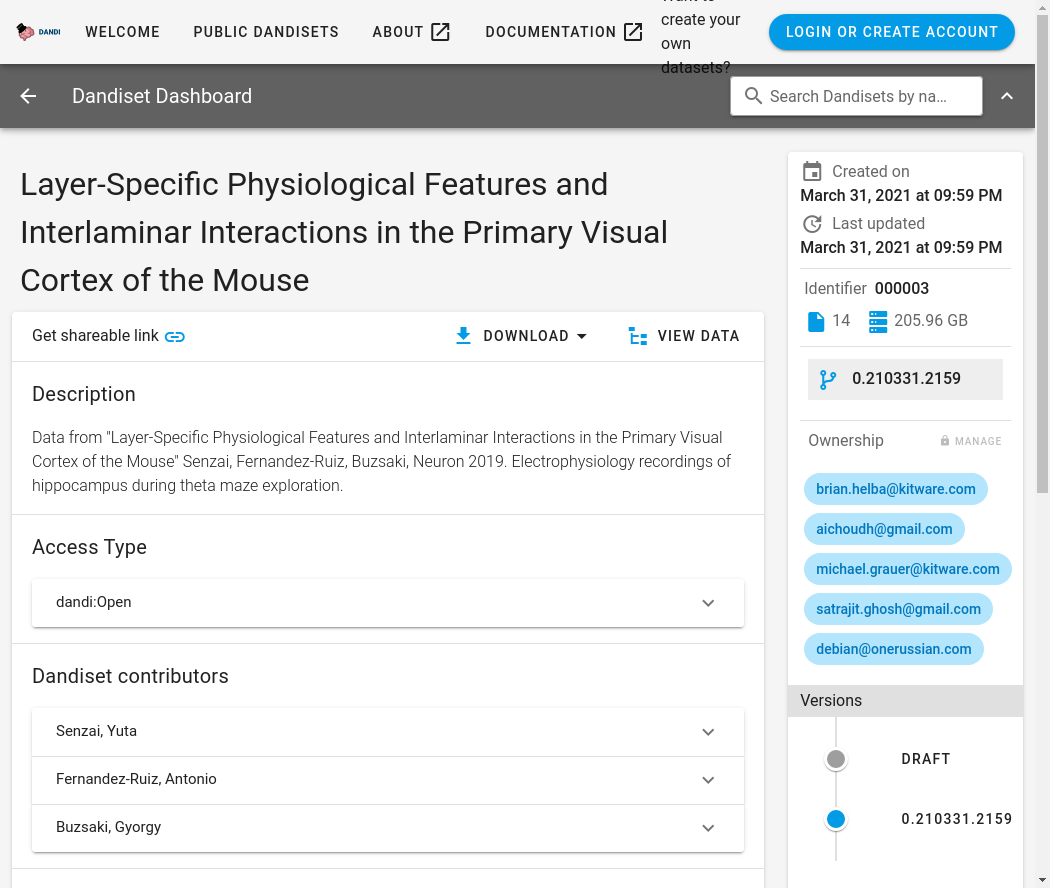 DANDI
WELCOME
PUBLIC DANDISETS
ABOUT
DOCUMENTATION
create your
own
datasets?
LOGIN OR CREATE ACCOUNT
Dandiset Dashboard
Search Dandisets by na...
Layer-Specific Physiological Features and
Interlaminar Interactions in the Primary Visual
Cortex of the Mouse
Get shareable link
DOWNLOAD
VIEW DATA
Description
Data from "Layer-Specific Physiological Features and Interlaminar Interactions in the Primary Visual
Cortex of the Mouse" Senzai, Fernandez-Ruiz, Buzsaki, Neuron 2019. Electrophysiology recordings of
hippocampus during theta maze exploration.
Access Type
dandi:Open
Dandiset contributors
Senzai, Yuta
Fernandez-Ruiz, Antonio
Buzsaki, Gyorgy
Created on
March 31, 2021 at 09:59 PM
Last updated
March 31, 2021 at 09:59 PM
Identifier 000003
14 205.96 GB
0.210331.2159
Ownership
MANAGE
brian.helba@kitware.com
aichoudh@gmail.com
michael.grauer@kitware.com
satrajit.ghosh@gmail.com
debian@onerussian.com
Versions
DRAFT
0.210331.2159